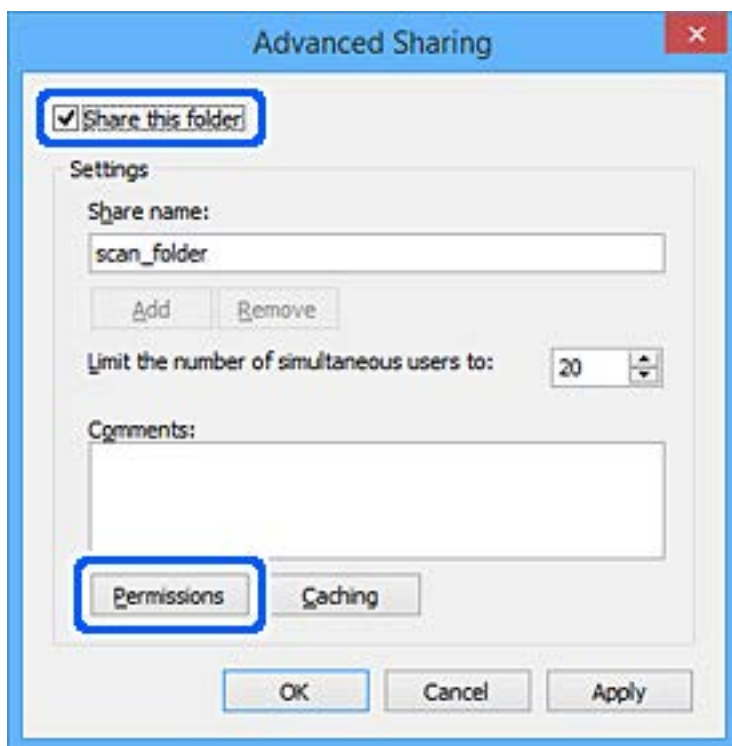 Advanced Sharing
Share this folder
Settings
Share name:
scan_folder
Add Remove
Limit the number of simultaneous users to: 20
Comments:
Permissions Caching
OK Cancel Apply